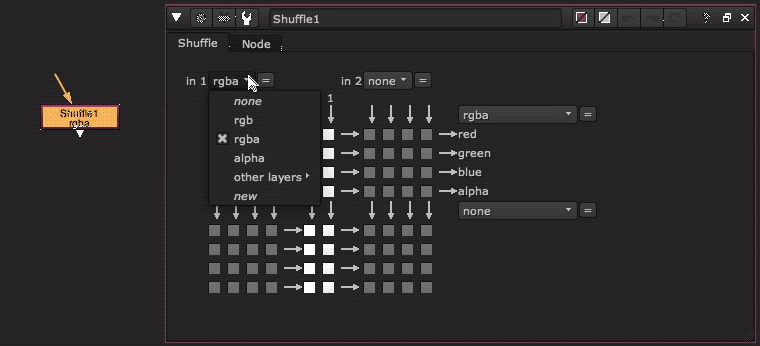 Shuffle1
Shuffle Node
in 1 rgba = in 2 none =
none
rgb
rgba
alpha
other layers
new
1
rgba =
red
green
blue
alpha
none =
Shuffle1
rgba
?